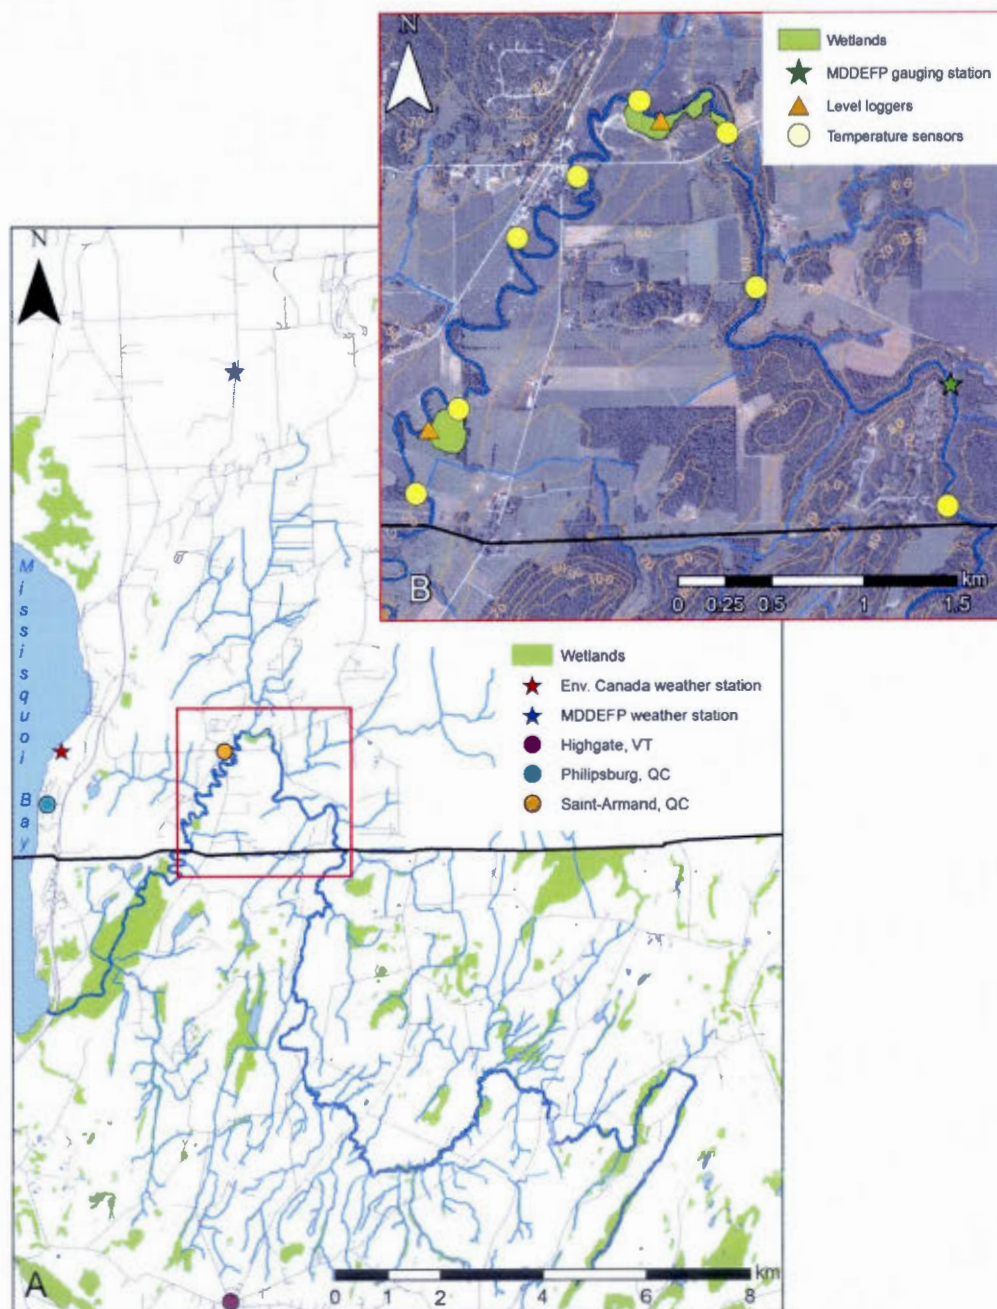 N
Wetlands
MDDEFP gauging station
Level loggers
Temperature sensors
B
km
0 0.25 0.5 1 1.5
N
Missisquoi Bay
Wetlands
Env. Canada weather station
MDDEFP weather station
Highgate, VT
Philipsburg, QC
Saint-Armand, QC
A
km
0 2 4 6 8